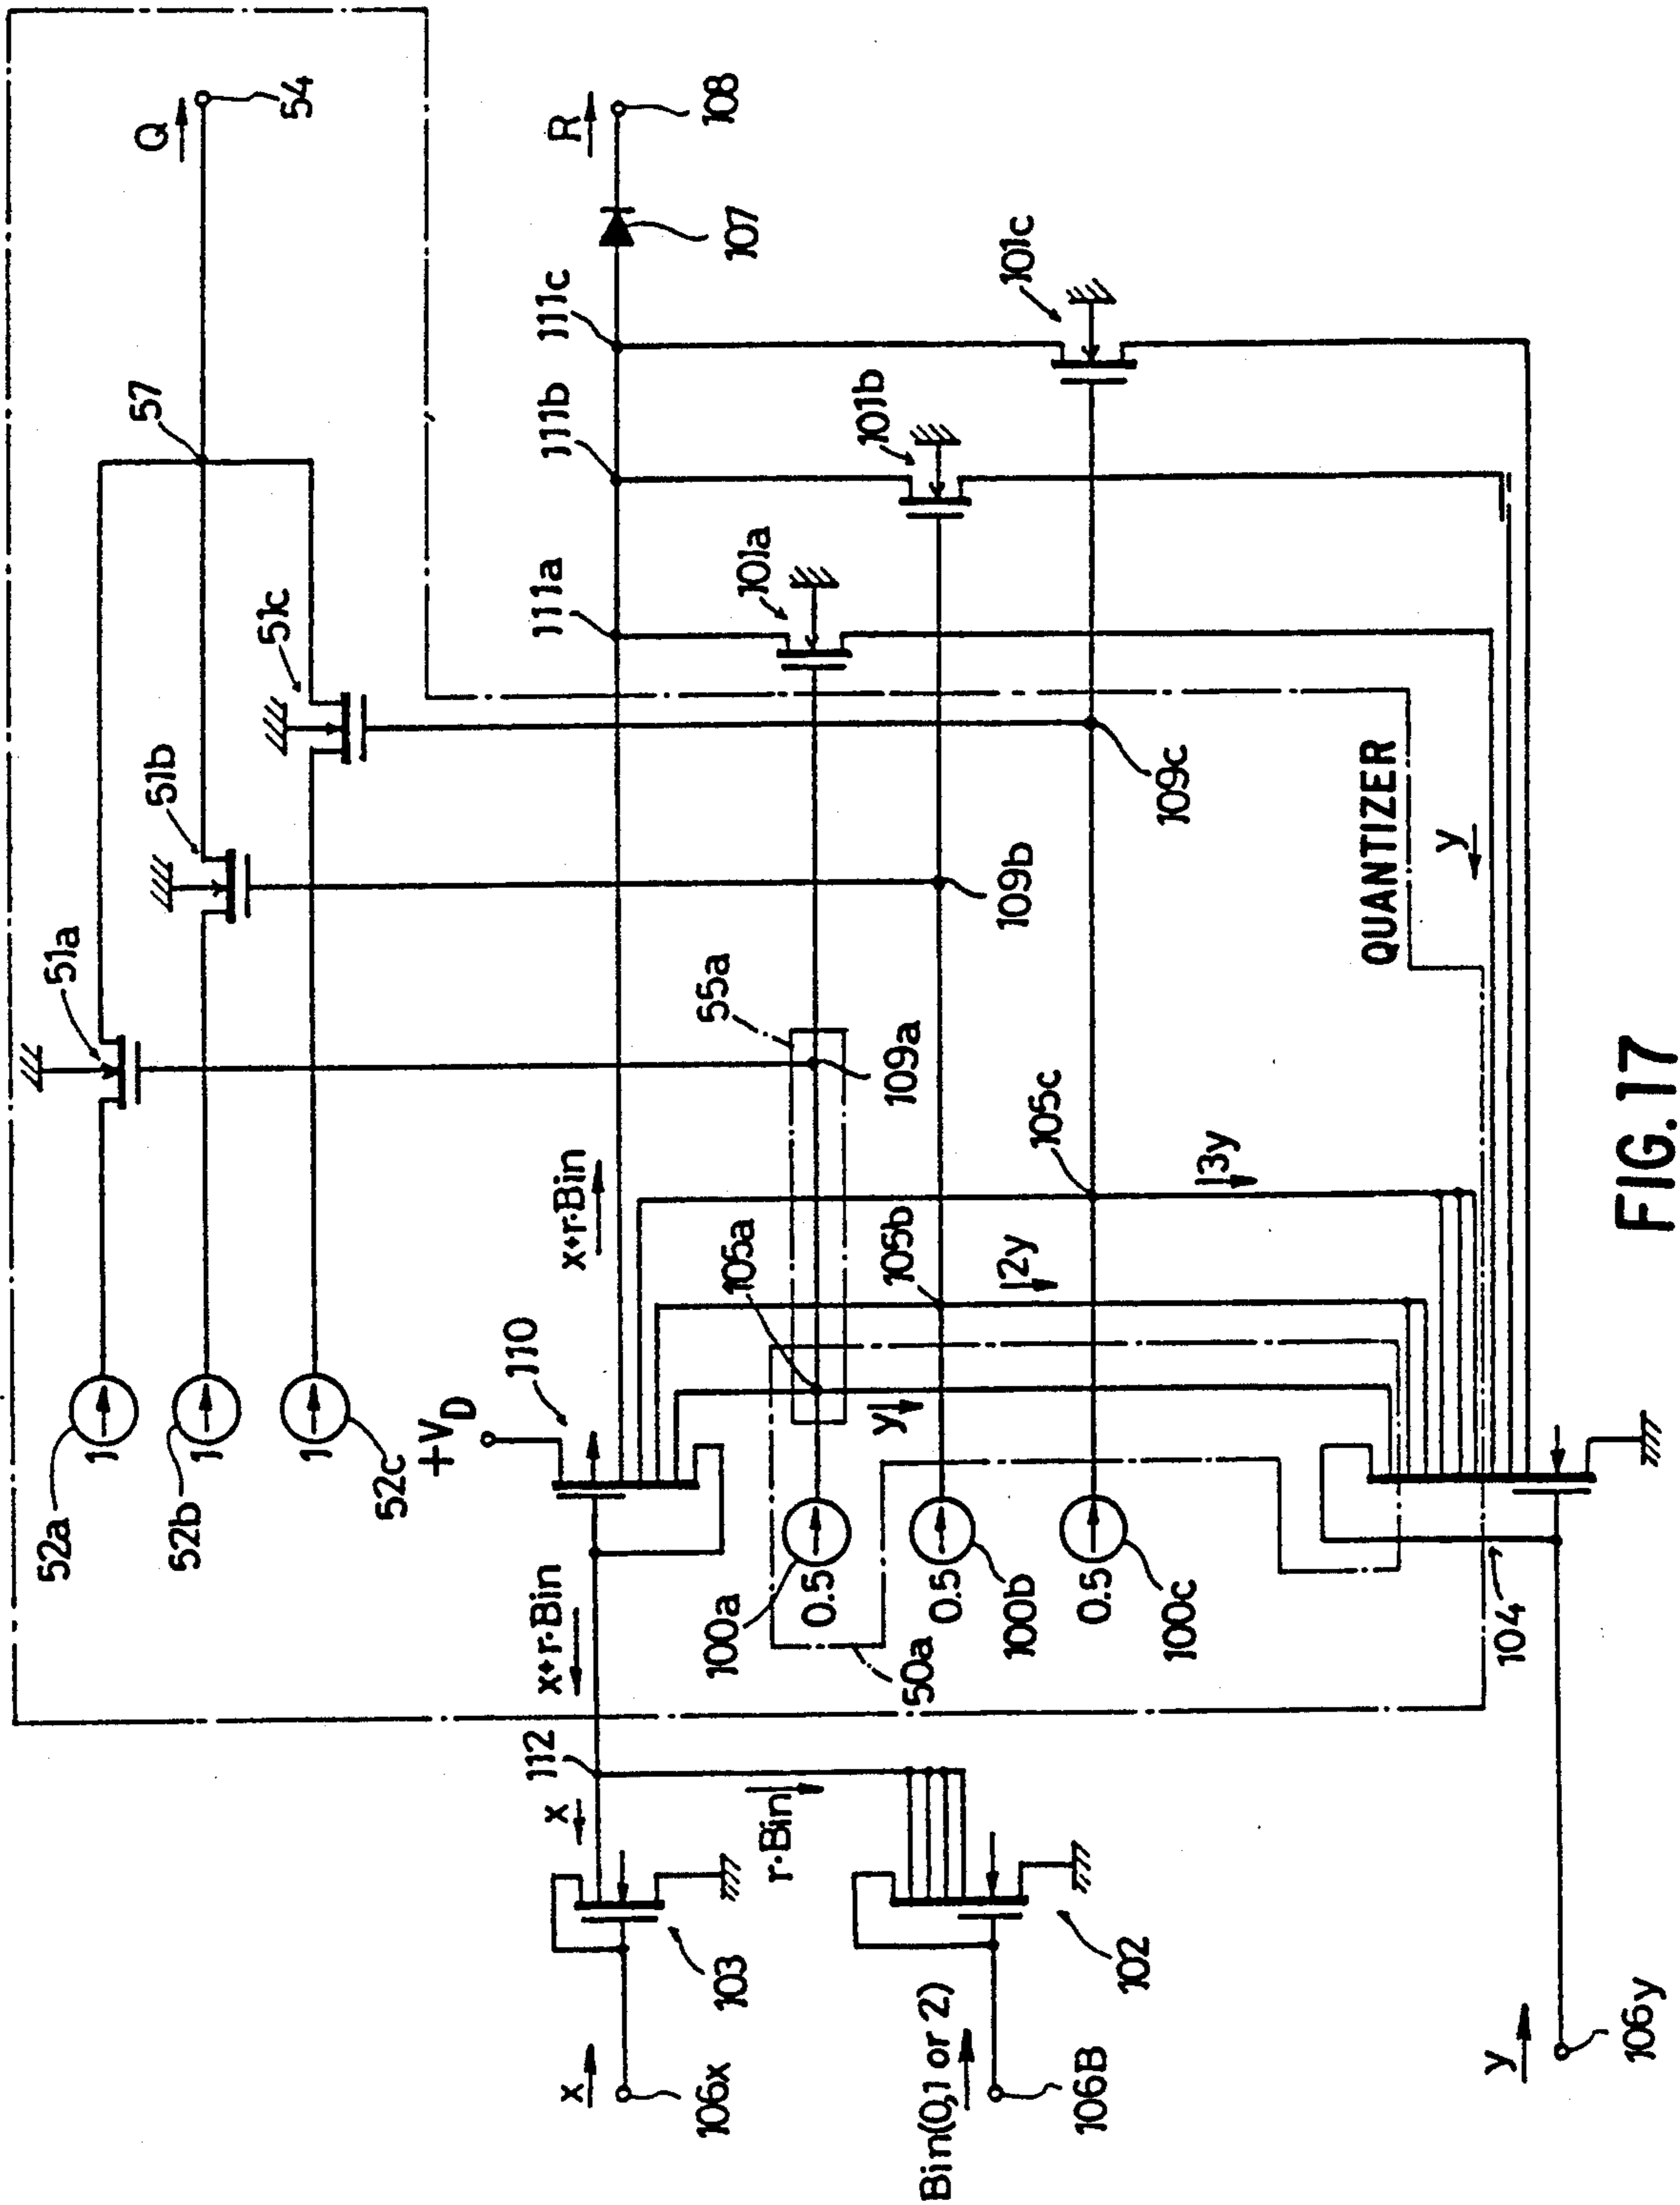 Q
54
57
51a
51b
51c
1
52a
1
52b
1
52c
R
108
107
111a
111b
111c
101a
101b
101c
+VD
110
x+r·Bin
x+r·Bin
112
x
r·Bin
103
x
106x
Bin(0,1 or 2)
106B
102
55a
105a
109a
105b
109b
105c
109c
0.5
100a
0.5
100b
0.5
100c
50a
y
2y
3y
QUANTIZER
y
104
y
106y
FIG.17